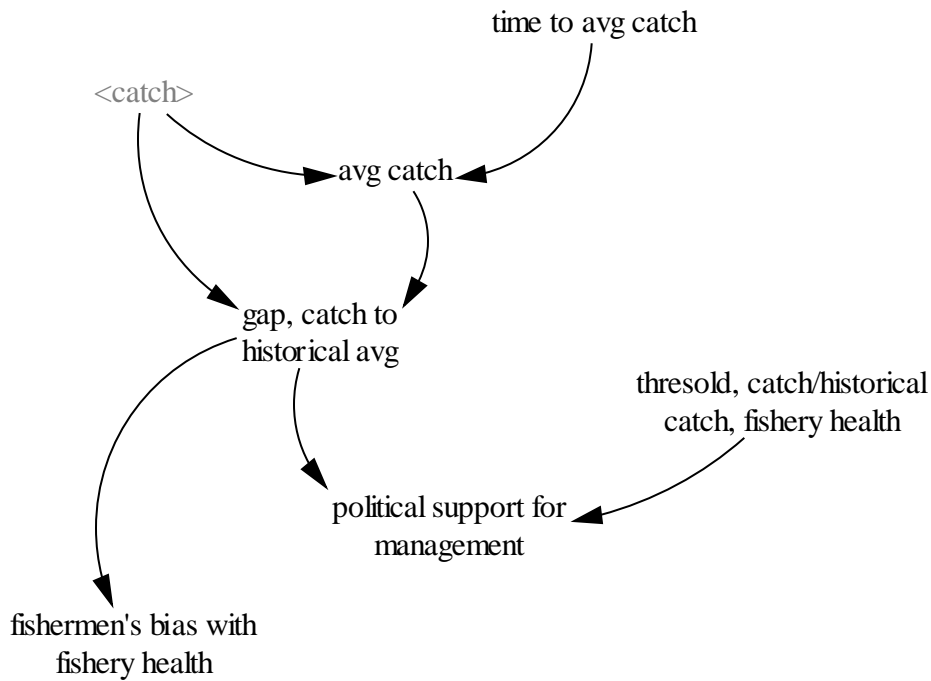 time to avg catch
<catch>
avg catch
gap, catch to
historical avg
thresold, catch/historical
catch, fishery health
political support for
management
fishermen's bias with
fishery health